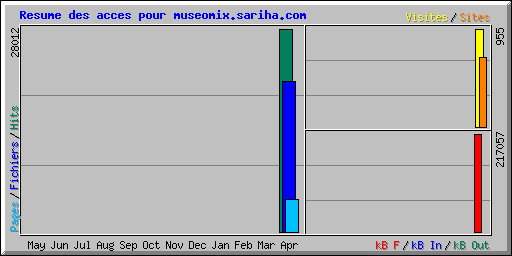 Resume des acces pour museomix.sariha.com
Visites/Sites
28012
955
Pages/Fichiers/Hits
217057
May Jun Jul Aug Sep Oct Nov Dec Jan Feb Mar Apr
kB F/kB In/kB Out